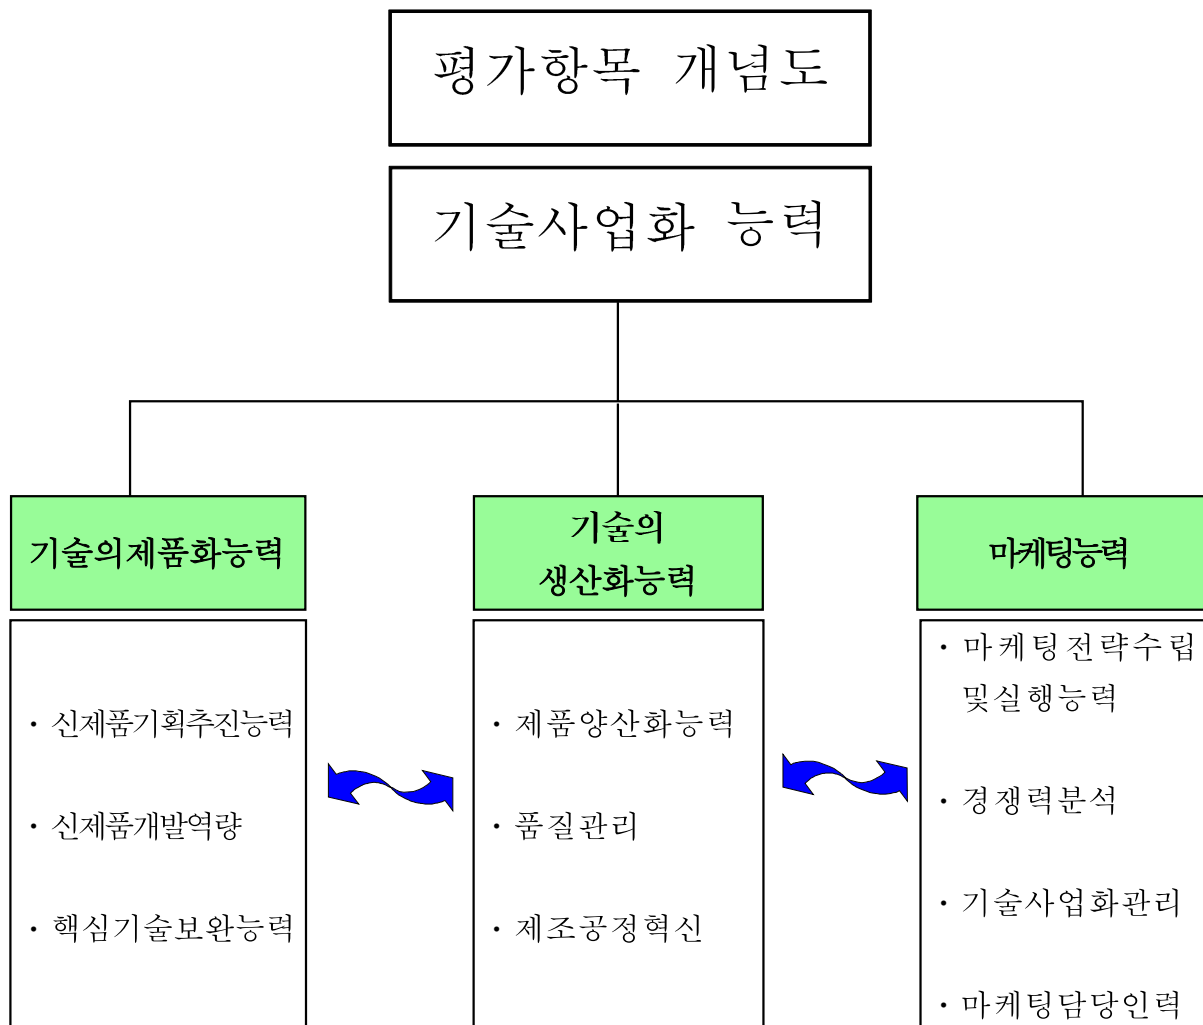 평가항목 개념도
기술사업화 능력
기술의제품화능력
· 신제품기획추진능력
· 신제품개발역량
· 핵심기술보완능력
기술의
생산화능력
· 제품양산화능력
· 품질관리
· 제조공정혁신
마케팅능력
· 마케팅전략수립
및실행능력
· 경쟁력분석
· 기술사업화관리
· 마케팅담당인력